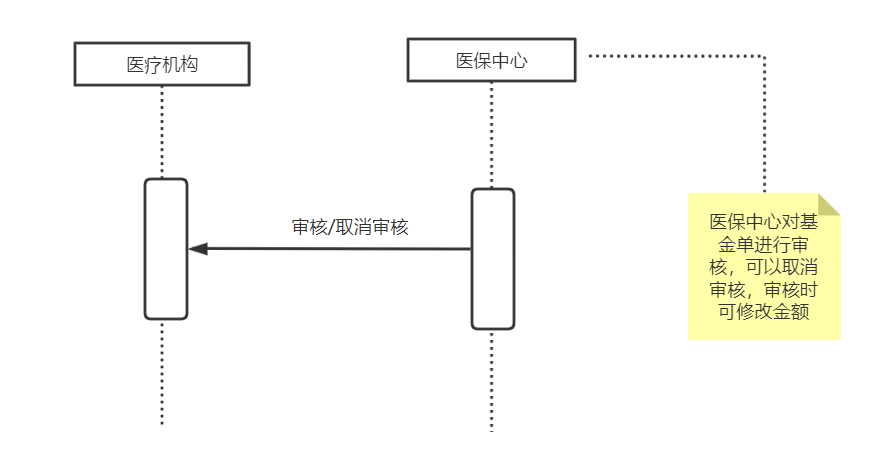 医疗机构
医保中心
审核/取消审核
医保中心对基
金单进行审
核，可以取消
审核，审核时
可修改金额